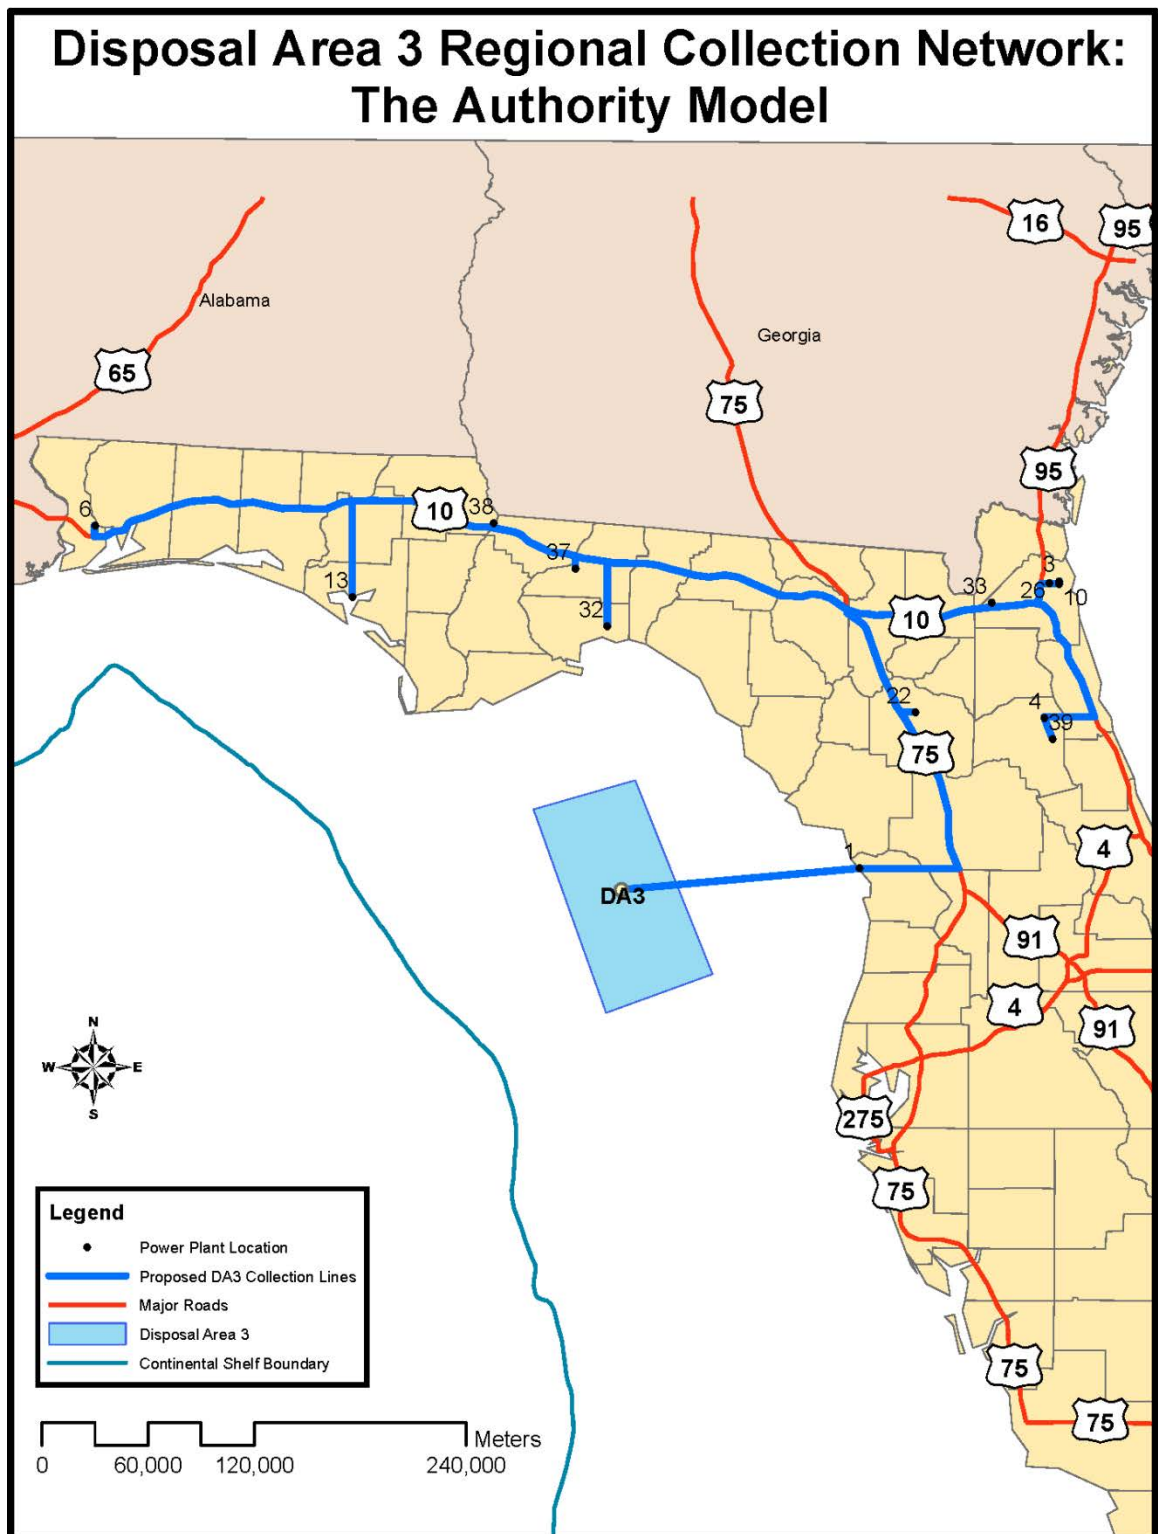 Disposal Area 3 Regional Collection Network:
The Authority Model
16
95
Alabama
Georgia
65
75
95
6
10
38
37
13
32
33
3
26
10
10
22
4
39
75
1
4
DA3
91
4
91
N
W E
S
275
75
75
75
Legend
Power Plant Location
Proposed DA3 Collection Lines
Major Roads
Disposal Area 3
Continental Shelf Boundary
Meters
0 60,000 120,000 240,000